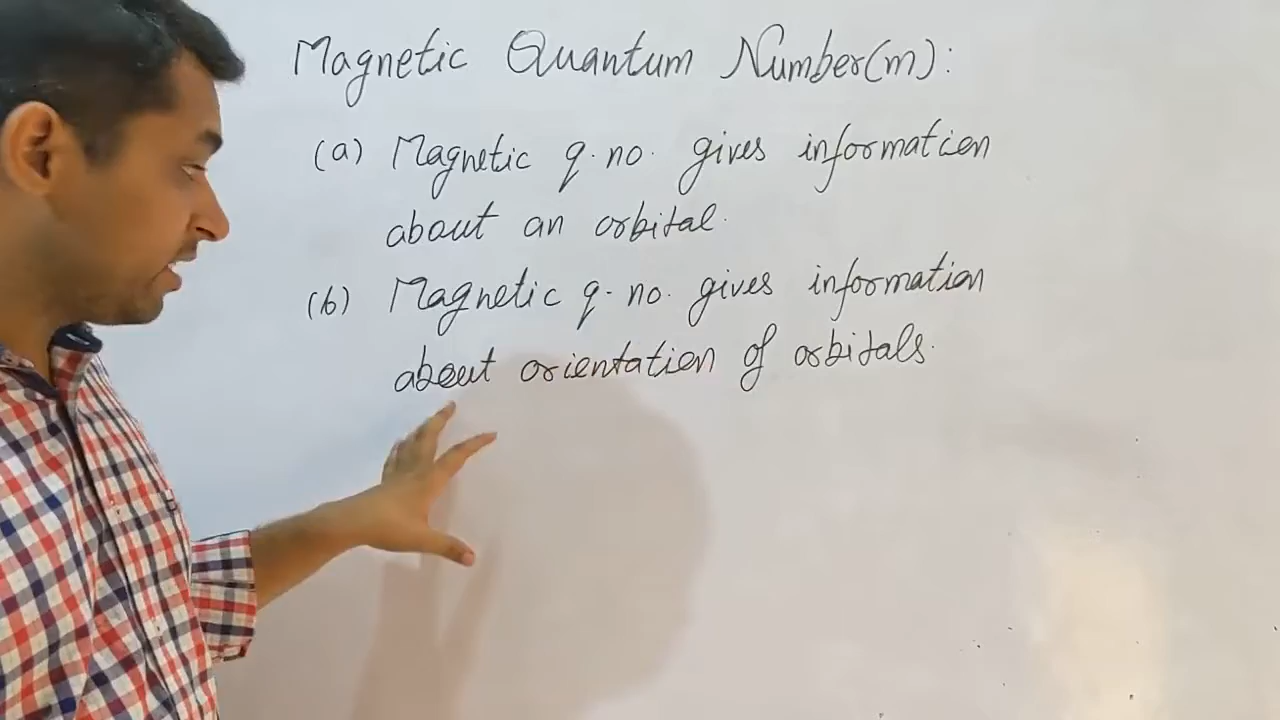 Magnetic Quantum Number(m):
(a) Magnetic q.no. gives information
about an orbital.
(b) Magnetic q.no. gives information
about orientation of orbitals.